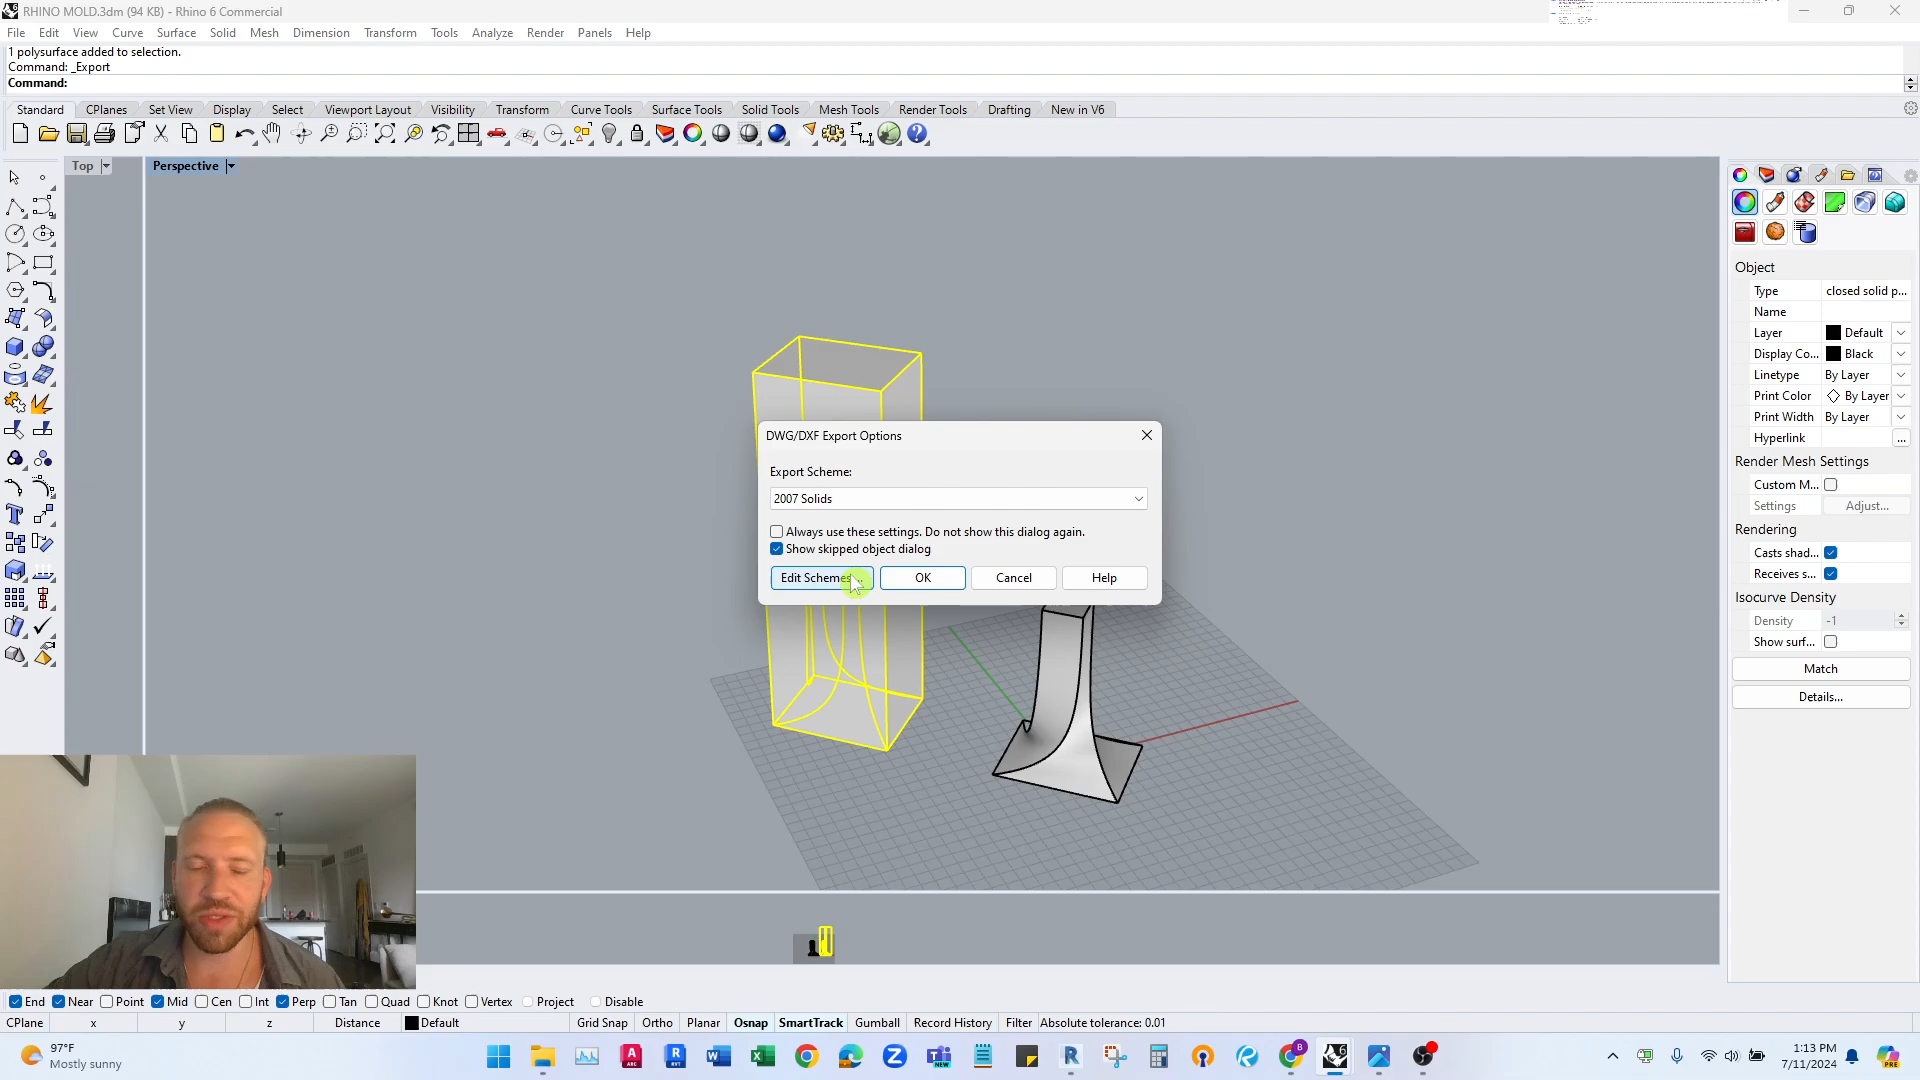 RHINO MOLD.3dm (94 KB) - Rhino 6 Commercial
File Edit View Curve Surface Solid Mesh Dimension Transform Tools Analyze Render Panels Help
1 polysurface added to selection.
Command: _Export
Command:
Standard CPlanes Set View Display Select Viewport Layout Visibility Transform Curve Tools Surface Tools Solid Tools Mesh Tools Render Tools Drafting New in V6
Top Perspective
Object
Type closed solid p...
Name
Layer Default
Display Co... Black
Linetype By Layer
Print Color By Layer
Print Width By Layer
Hyperlink ...
Render Mesh Settings
Custom M...
Settings Adjust...
Rendering
Casts shad...
Receives s...
Isocurve Density
Density -1
Show surf...
Match
Details...
DWG/DXF Export Options
Export Scheme:
2007 Solids
Always use these settings. Do not show this dialog again.
Show skipped object dialog
Edit Schemes OK Cancel Help
End Near Point Mid Cen Int Perp Tan Quad Knot Vertex Project Disable
CPlane x y z Distance Default Grid Snap Ortho Planar Osnap SmartTrack Gumball Record History Filter Absolute tolerance: 0.01
97°F
Mostly sunny
1:13 PM
7/11/2024